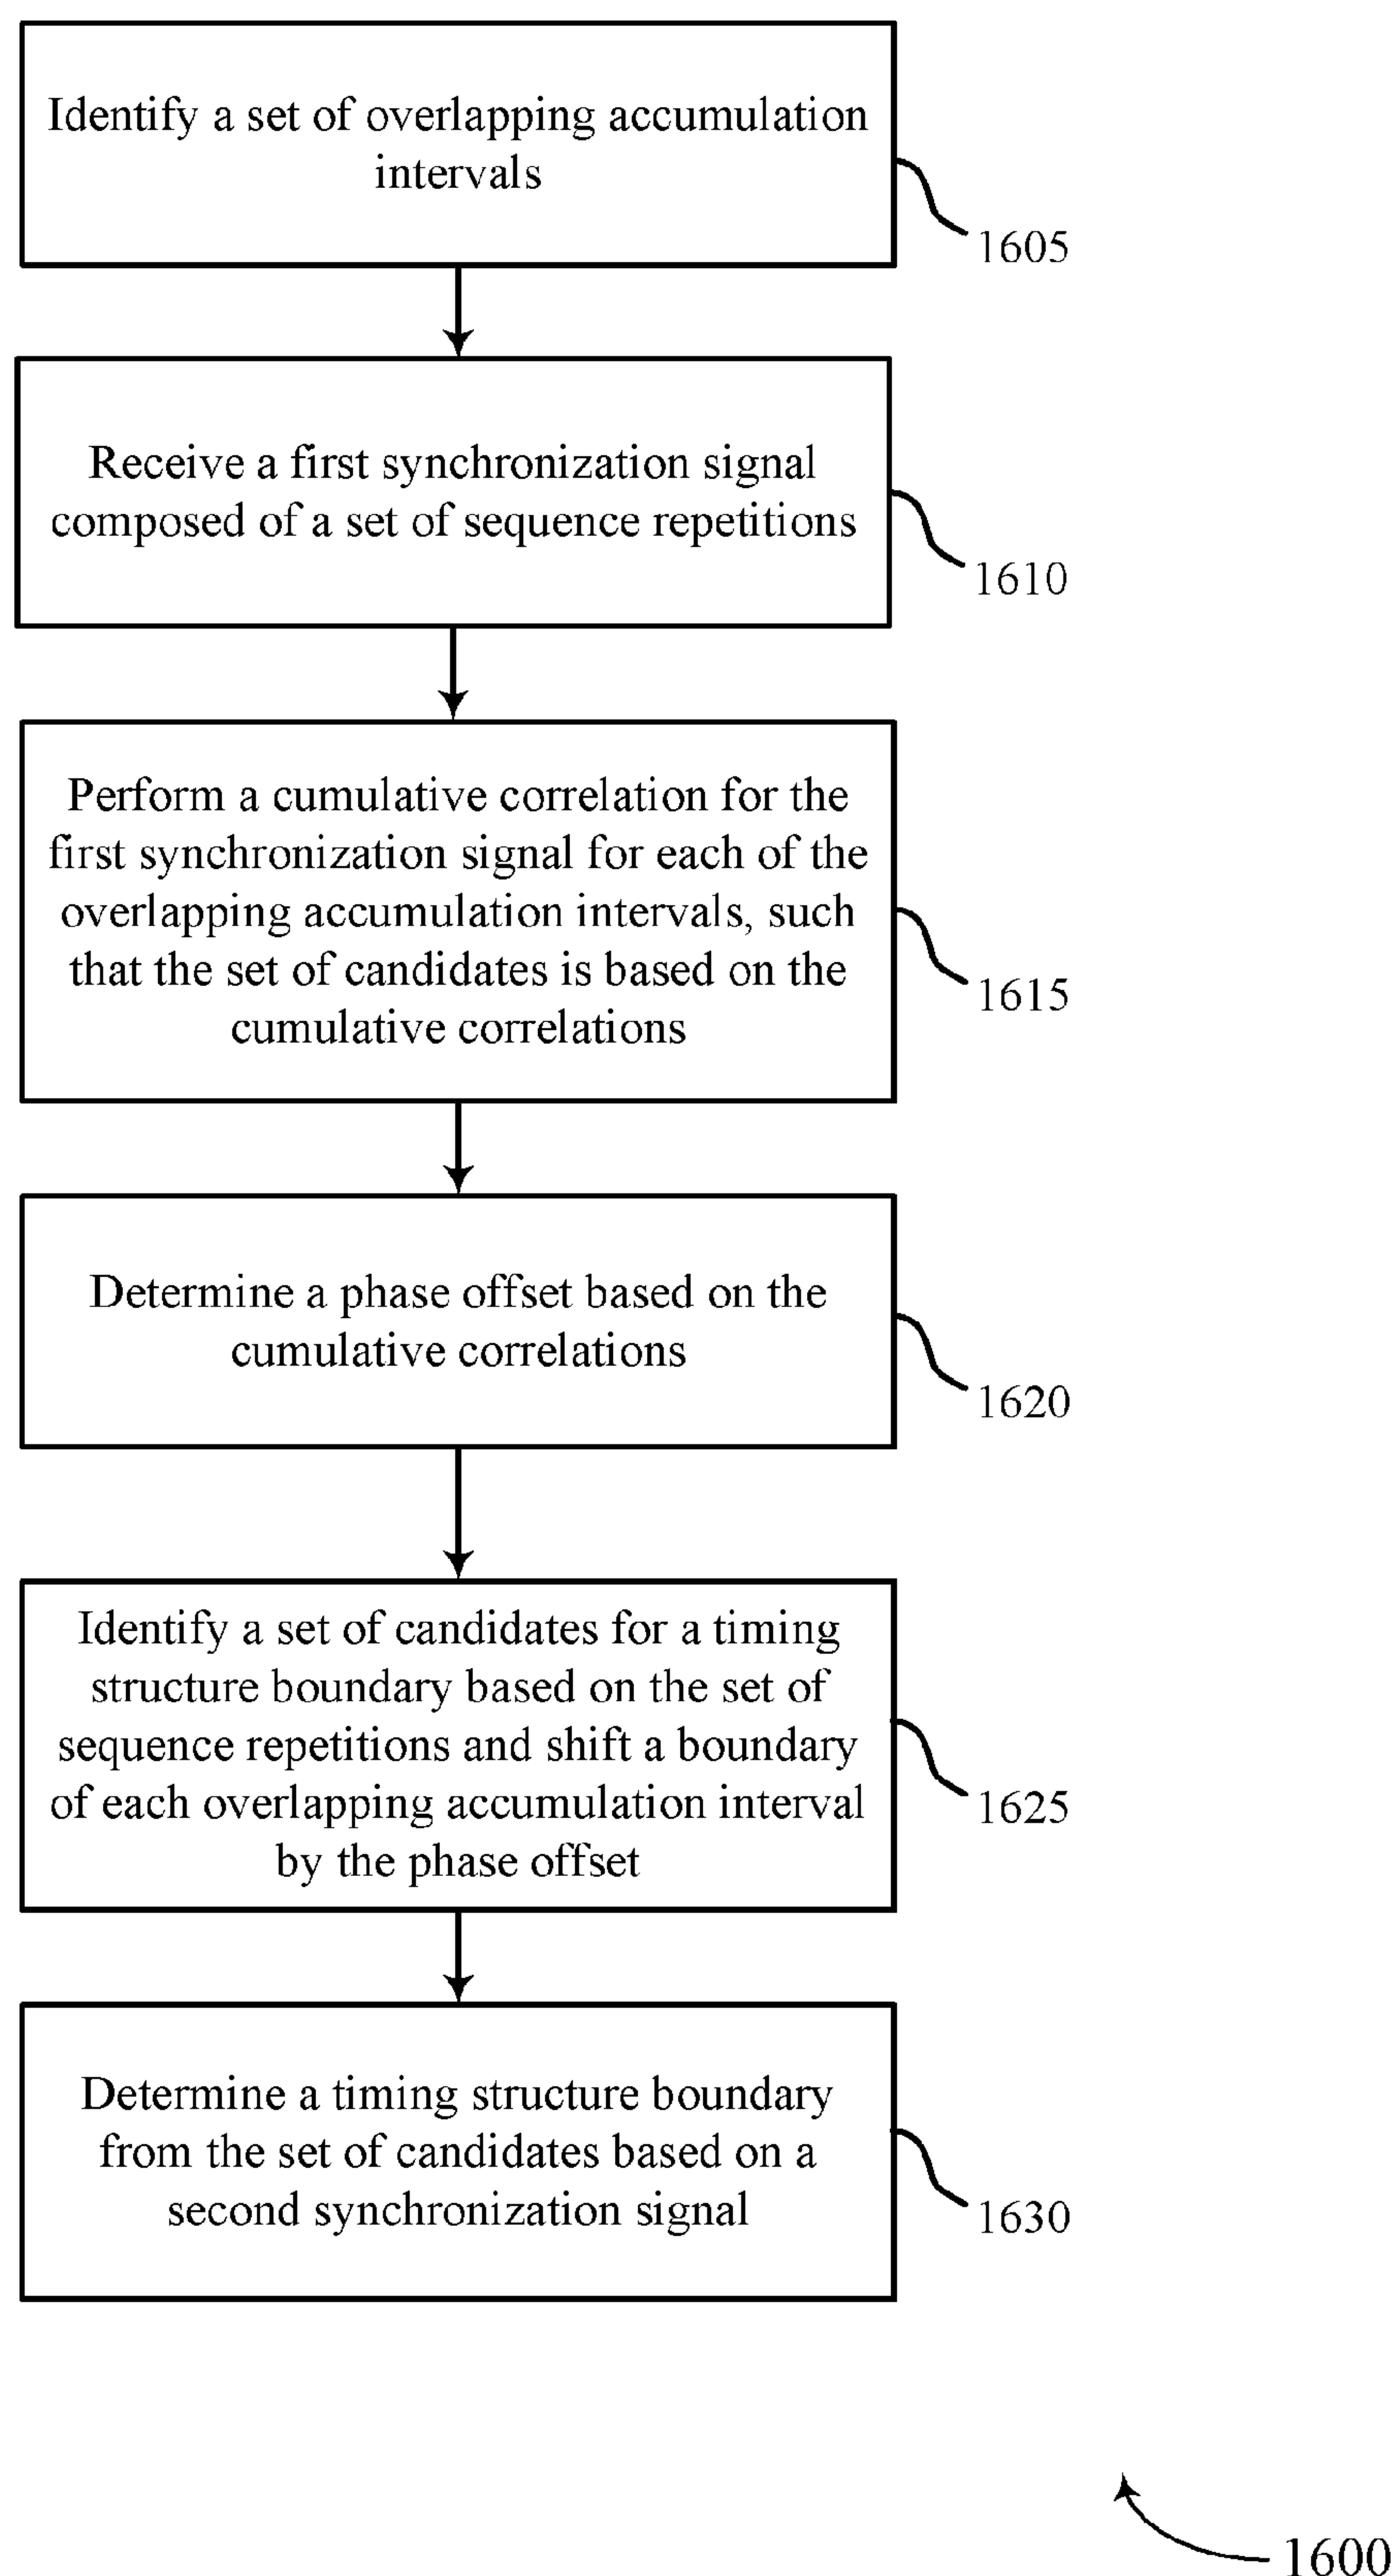 Identify a set of overlapping accumulation
intervals
1605
Receive a first synchronization signal
composed of a set of sequence repetitions
1610
Perform a cumulative correlation for the
first synchronization signal for each of the
overlapping accumulation intervals, such
that the set of candidates is based on the
cumulative correlations
1615
Determine a phase offset based on the
cumulative correlations
1620
Identify a set of candidates for a timing
structure boundary based on the set of
sequence repetitions and shift a boundary
of each overlapping accumulation interval
by the phase offset
1625
Determine a timing structure boundary
from the set of candidates based on a
second synchronization signal
1630
1600